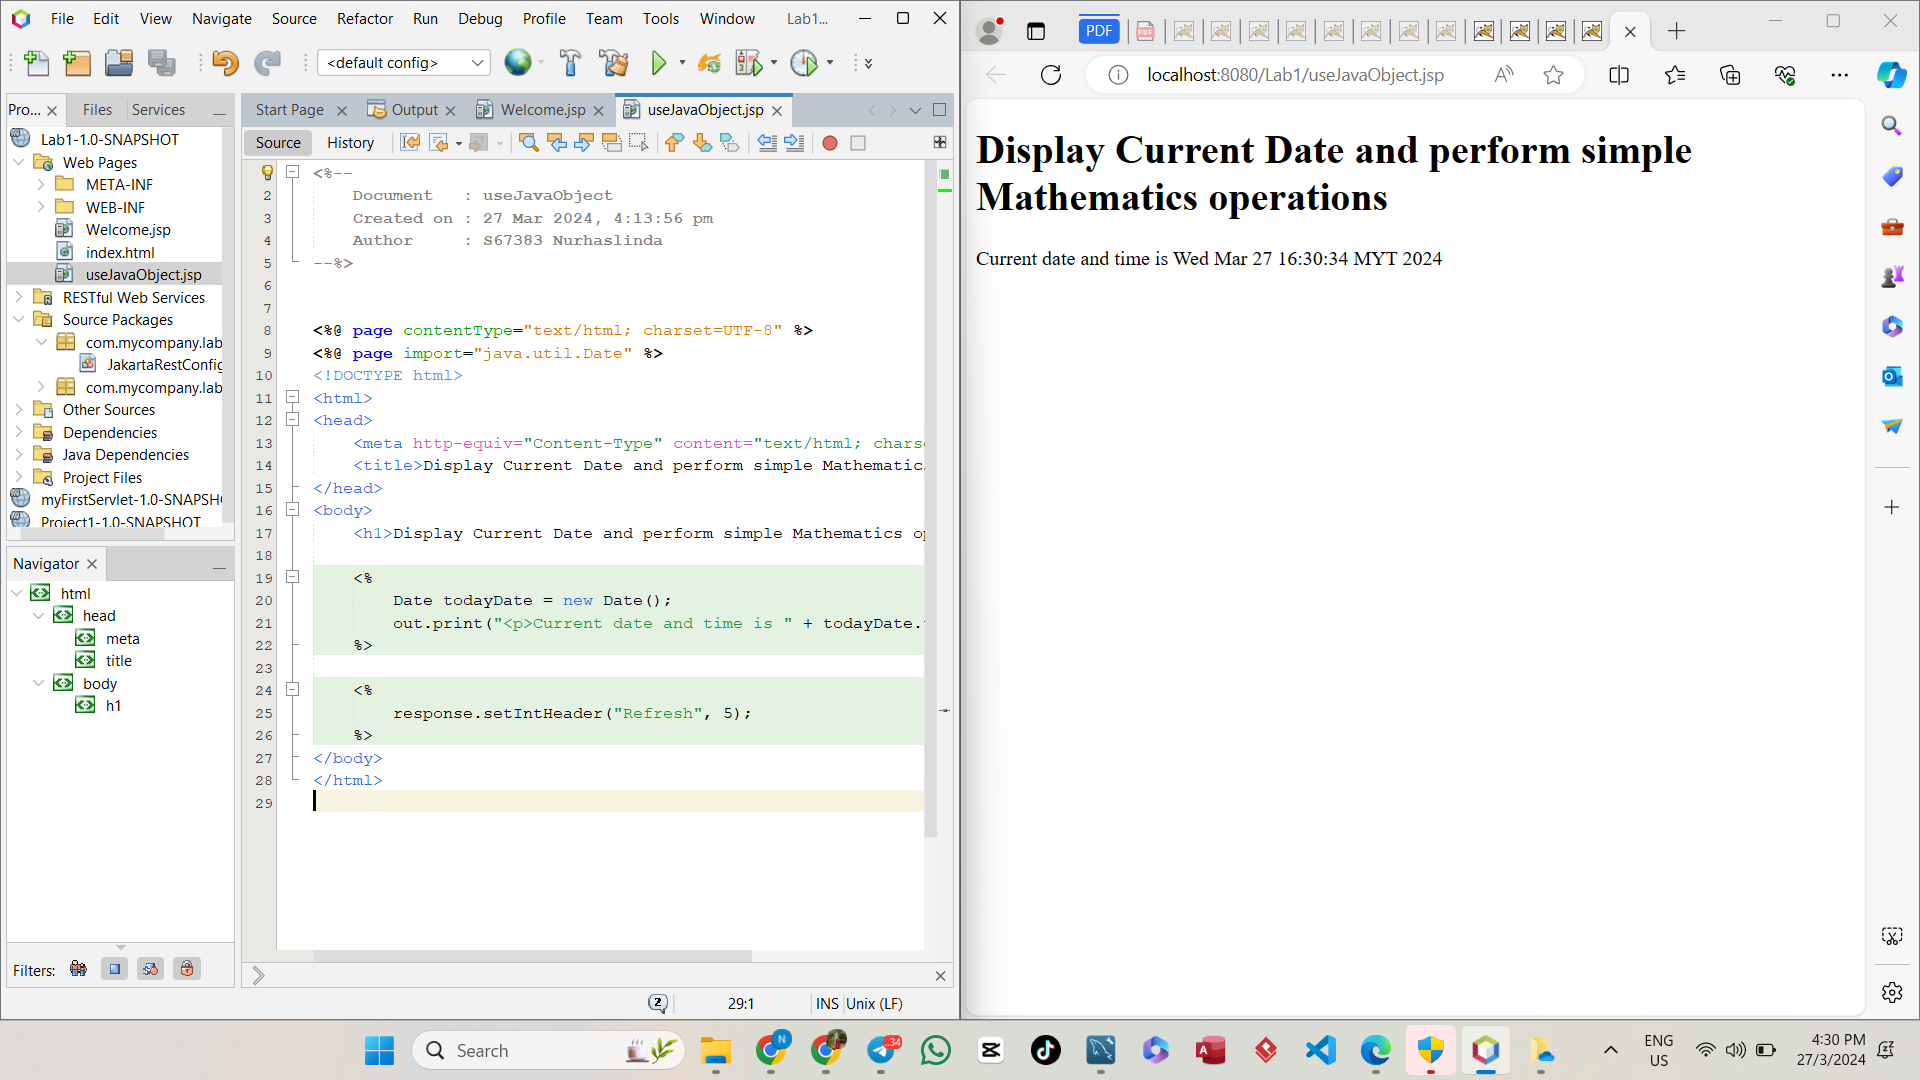 File Edit View Navigate Source Refactor Run Debug Profile Team Tools Window Lab1...
<default config>
Pro... Files Services
Lab1-1.0-SNAPSHOT
Web Pages
META-INF
WEB-INF
Welcome.jsp
index.html
useJavaObject.jsp
RESTful Web Services
Source Packages
com.mycompany.lab
JakartaRestConfig
com.mycompany.lab
Other Sources
Dependencies
Java Dependencies
Project Files
myFirstServlet-1.0-SNAPSH
Project1-1.0-SNAPSHOT
Navigator
html
head
meta
title
body
h1
Filters:
Start Page Output Welcome.jsp useJavaObject.jsp
Source History
<%--
2 Document : useJavaObject
3 Created on : 27 Mar 2024, 4:13:56 pm
4 Author : S67383 Nurhaslinda
5 --%>
6
7
8 <%@ page contentType="text/html; charset=UTF-8" %>
9 <%@ page import="java.util.Date" %>
10 <!DOCTYPE html>
11 <html>
12 <head>
13 <meta http-equiv="Content-Type" content="text/html; chars
14 <title>Display Current Date and perform simple Mathematic
15 </head>
16 <body>
17 <h1>Display Current Date and perform simple Mathematics o
18
19 <%
20 Date todayDate = new Date();
21 out.print("<p>Current date and time is " + todayDate.
22 %>
23
24 <%
25 response.setIntHeader("Refresh", 5);
26 %>
27 </body>
28 </html>
29
2 29:1 INS Unix (LF)
PDF PDF
localhost:8080/Lab1/useJavaObject.jsp
Display Current Date and perform simple
Mathematics operations
Current date and time is Wed Mar 27 16:30:34 MYT 2024
Search
N
..34
ENG
US
4:30 PM
27/3/2024